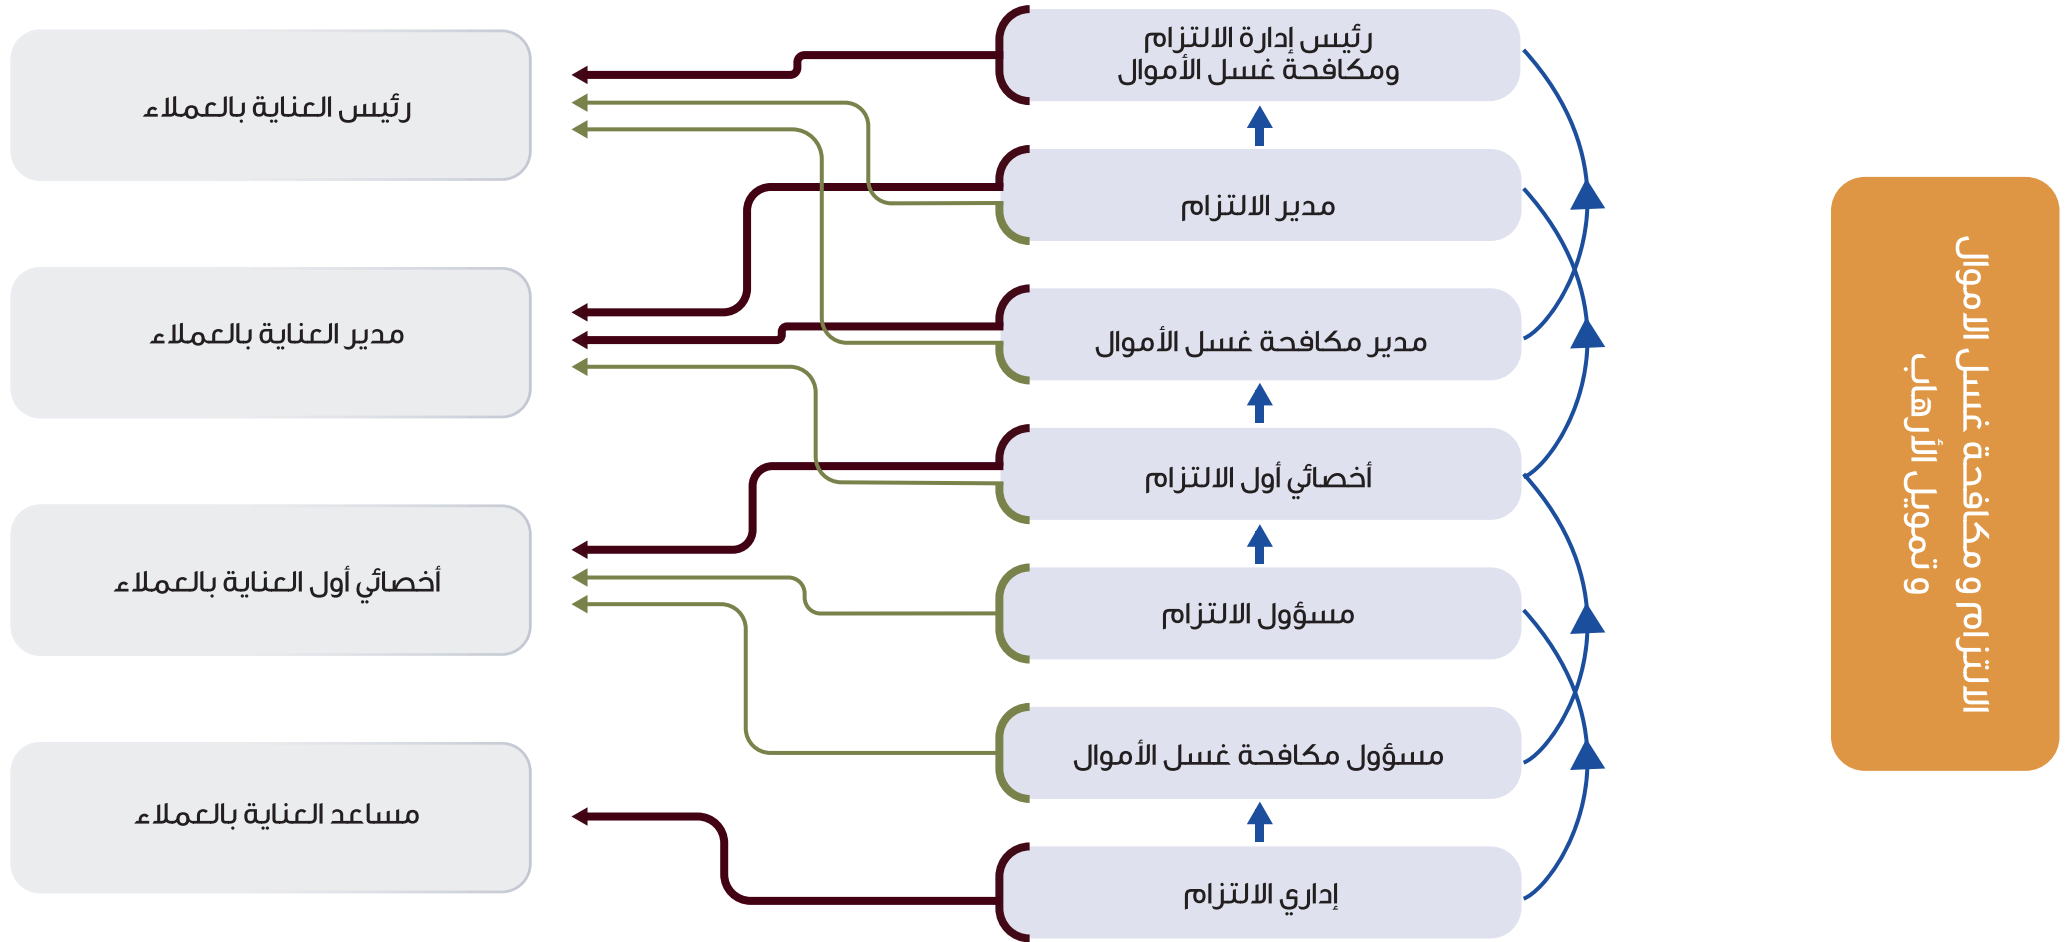 الالتزام ومكافحة غسل الاموال
وتمويل الأرهاب
رئيس إدارة الالتزام
ومكافحة غسل الأموال
مدير الالتزام
مدير مكافحة غسل الأموال
أخصائي أول الالتزام
مسؤول الالتزام
مسؤول مكافحة غسل الأموال
إداري الالتزام
رئيس العناية بالعملاء
مدير العناية بالعملاء
أخصائي أول العناية بالعملاء
مساعد العناية بالعملاء